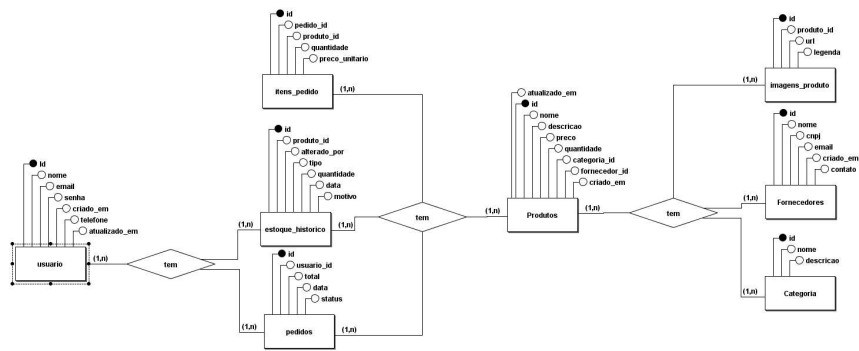 id
pedido_id
produto_id
quantidade
preco_unitario
itens_pedido
(1,n)
id
produto_id
alterado_por
tipo
quantidade
data
motivo
estoque_historico
(1,n)
(1,n)
Id
nome
email
senha
criado_em
telefone
atualizado_em
usuario
(1,n)
tem
id
usuario_id
total
data
status
pedidos
(1,n)
(1,n)
tem
atualizado_em
id
nome
descricao
preco
quantidade
categoria_id
fornecedor_id
criado_em
Produtos
(1,n)
(1,n)
tem
id
produto_id
url
legenda
imagens_produto
(1,n)
id
nome
cnpj
email
criado_em
contato
Fornecedores
(1,n)
id
nome
descricao
Categoria
(1,n)